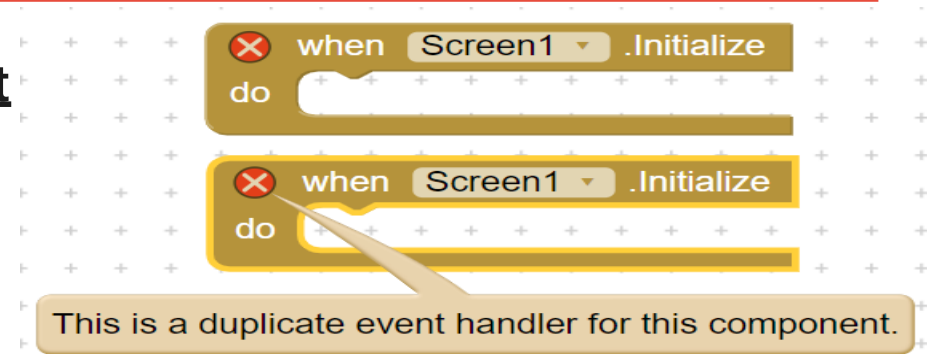 when Screen1 .Initialize
do
t
when Screen1 .Initialize
do
This is a duplicate event handler for this component.